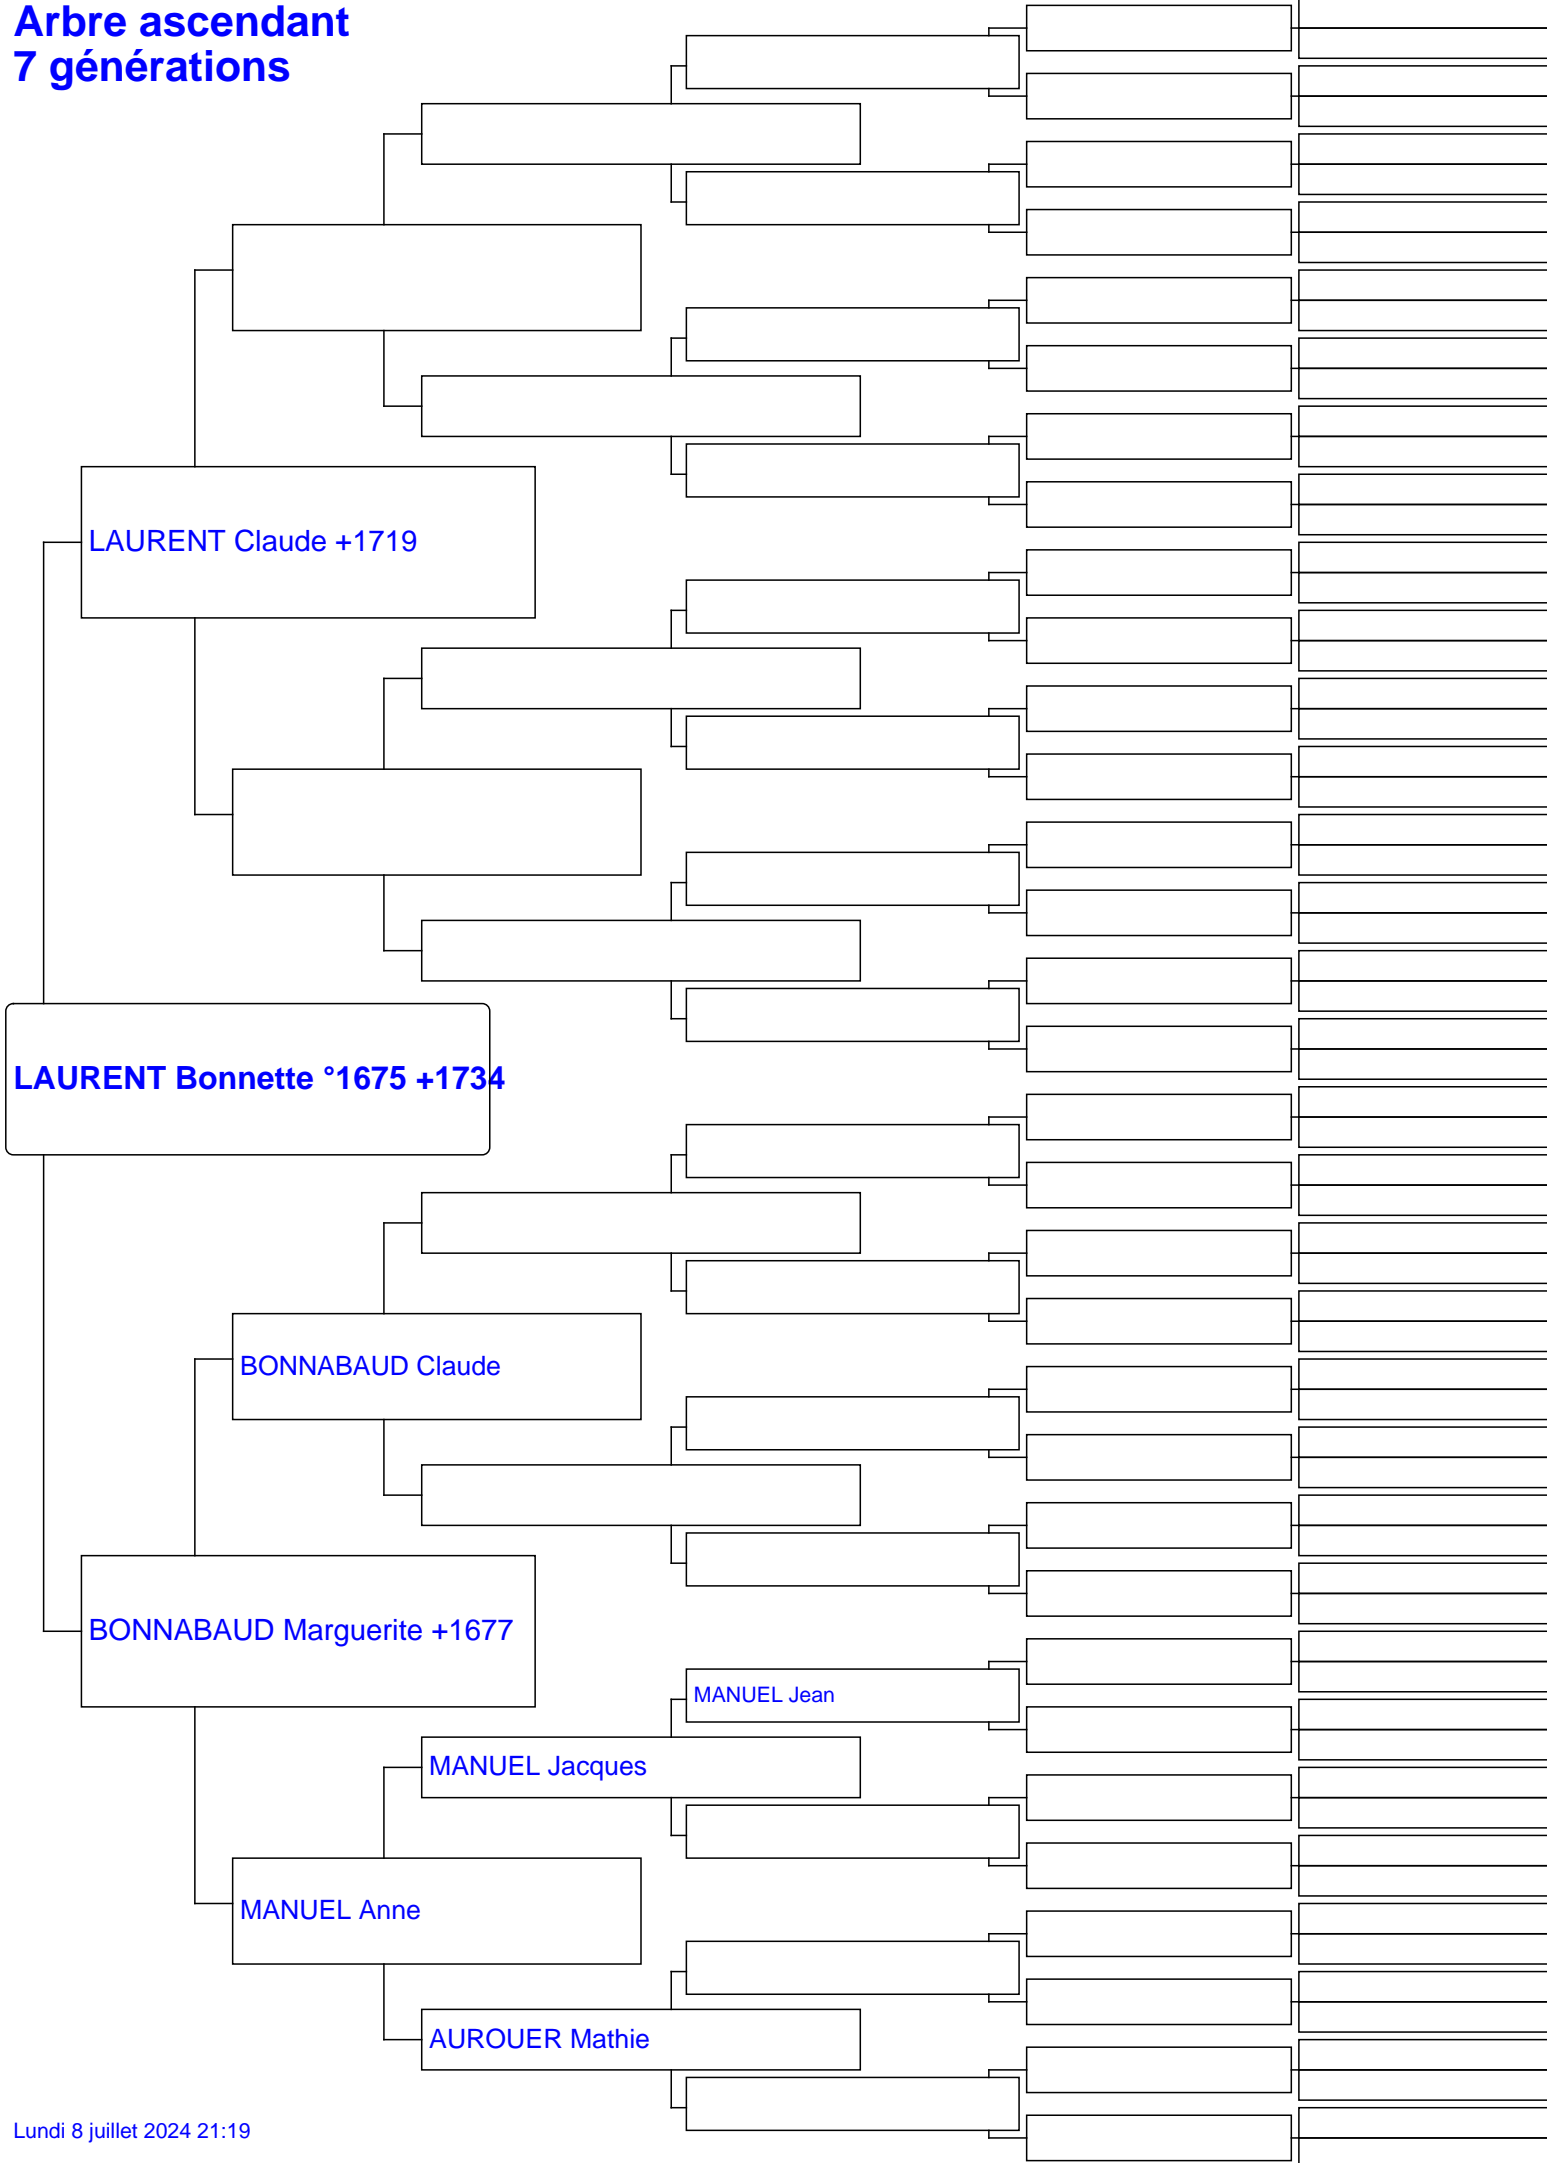 Arbre ascendant
7 générations
LAURENT Claude +1719
LAURENT Bonnette °1675 +1734
BONNABAUD Claude
BONNABAUD Marguerite +1677
MANUEL Jean
MANUEL Jacques
MANUEL Anne
AUROUER Mathie
Lundi 8 juillet 2024 21:19